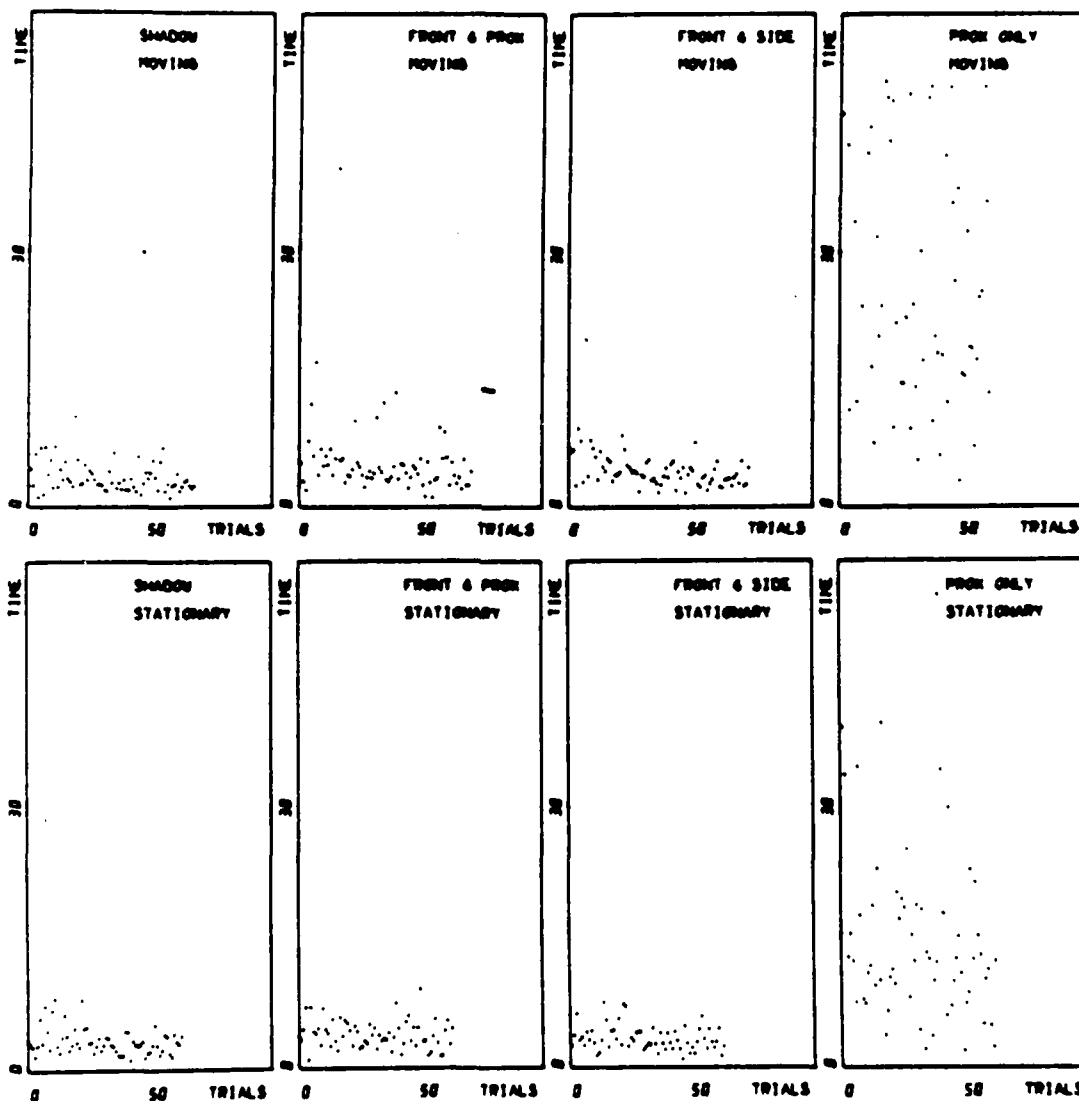 TIME SHADOW
MOVING
30
0
0 50 TRIALS
TIME FRONT & PROX
MOVING
30
0
0 50 TRIALS
TIME FRONT & SIDE
MOVING
30
0
0 50 TRIALS
TIME PROX ONLY
MOVING
30
0
0 50 TRIALS
TIME SHADOW
STATIONARY
30
0
0 50 TRIALS
TIME FRONT & PROX
STATIONARY
30
0
0 50 TRIALS
TIME FRONT & SIDE
STATIONARY
30
0
0 50 TRIALS
TIME PROX ONLY
STATIONARY
30
0
0 50 TRIALS